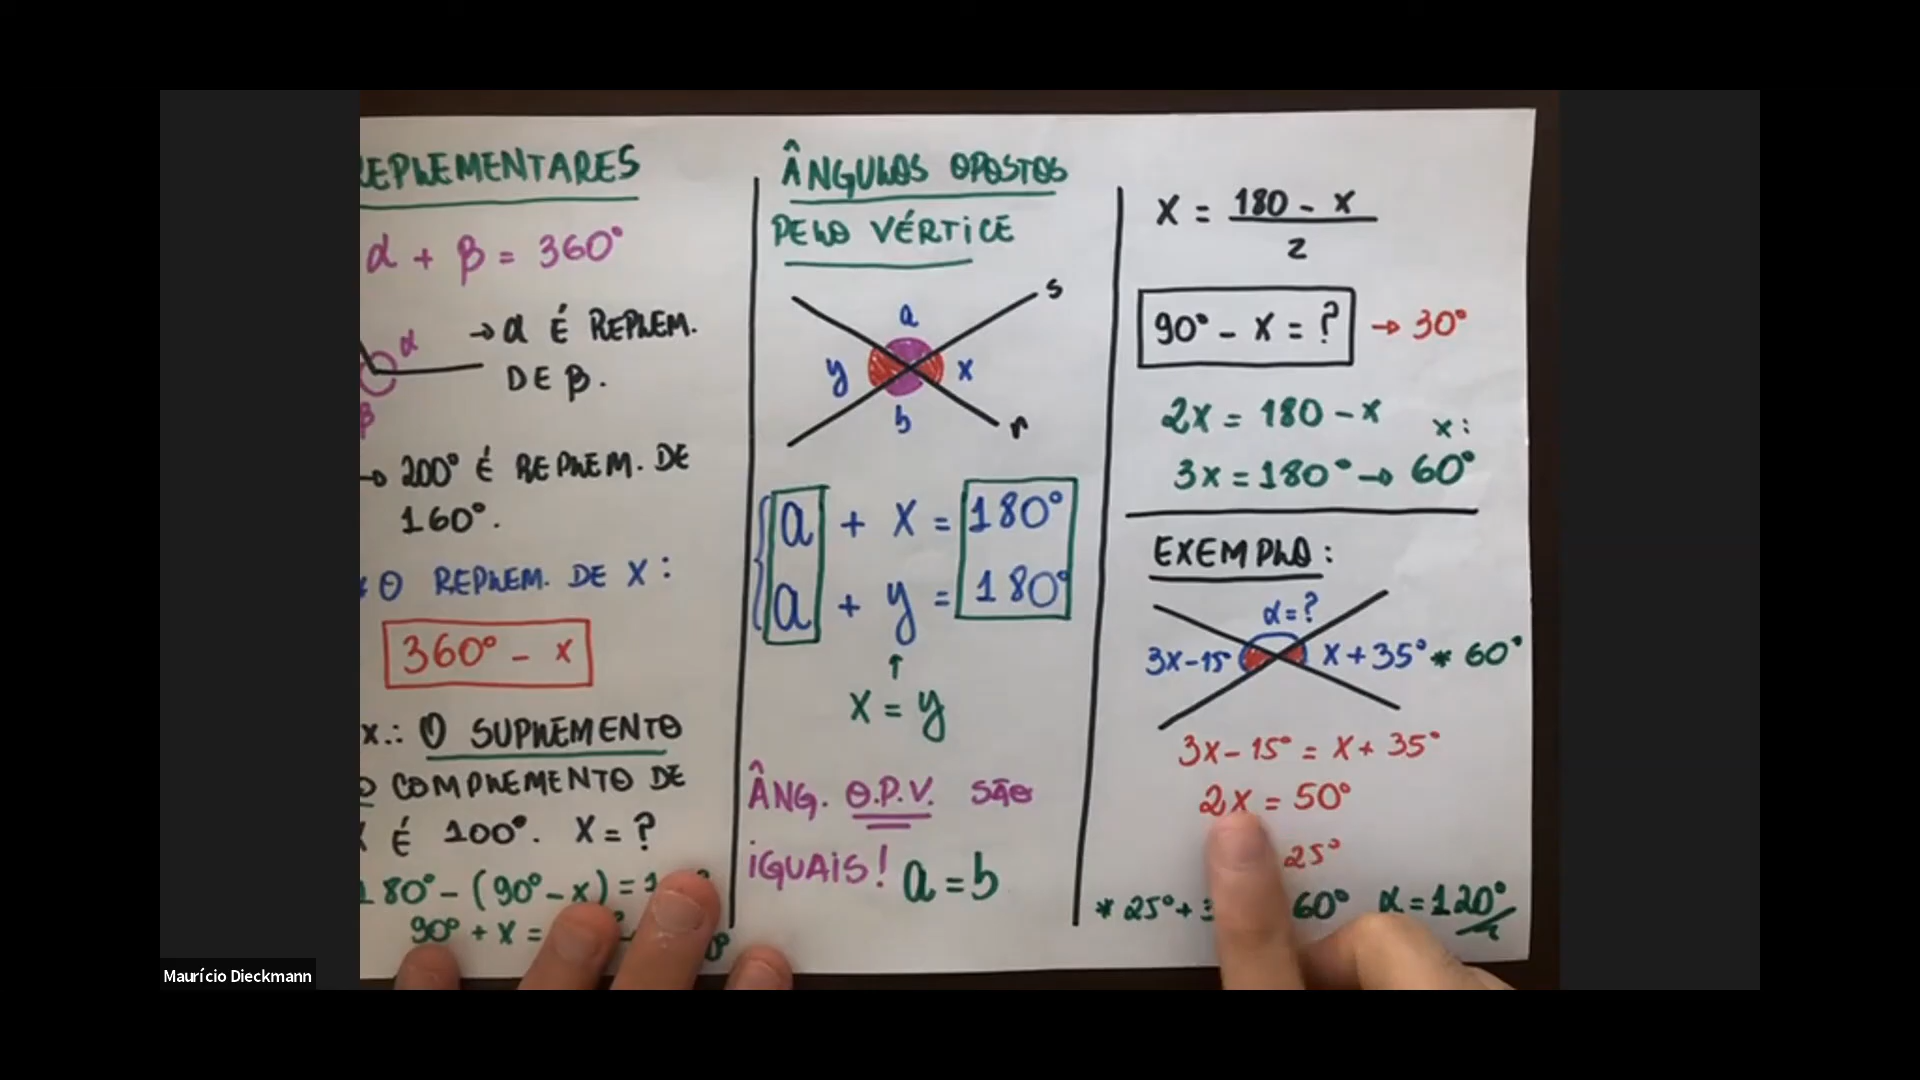 REPLEMENTARES
α + β = 360°
α
→ α É REPLEM.
DE β.
β
→ 200° É REPLEM. DE
160°.
O REPLEM. DE X:
360° - x
x.: O SUPLEMENTO
COMPLEMENTO DE
É 100°. X = ?
180° - (90° - x) =
90° + x =
ÂNGULOS OPOSTOS
PELO VÉRTICE
s
a
y x
b
r
a + x = 180°
a + y = 180°
↑
x = y
ÂNG. O.P.V. SÃO
IGUAIS! a = b
X = 180 - x
2
90° - x = ? → 30°
2x = 180 - x x:
3x = 180° → 60°
EXEMPLO:
α = ?
3x-15 x + 35° * 60°
3x - 15° = x + 35°
2x = 50°
25°
* 25° + 60° α = 120°
Maurício Dieckmann